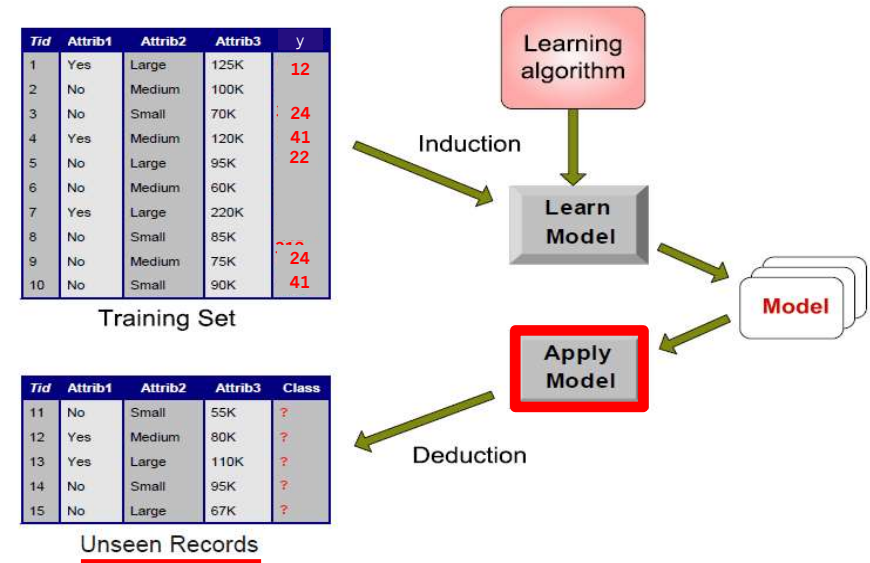 Tid Attrib1 Attrib2 Attrib3 y
1 Yes Large 125K 12
2 No Medium 100K
3 No Small 70K 24
4 Yes Medium 120K 41
5 No Large 95K 22
6 No Medium 60K
7 Yes Large 220K
8 No Small 85K
9 No Medium 75K 24
10 No Small 90K 41
Training Set
Learning
algorithm
Induction
Learn
Model
Model
Apply
Model
Deduction
Tid Attrib1 Attrib2 Attrib3 Class
11 No Small 55K ?
12 Yes Medium 80K ?
13 Yes Large 110K ?
14 No Small 95K ?
15 No Large 67K ?
Unseen Records